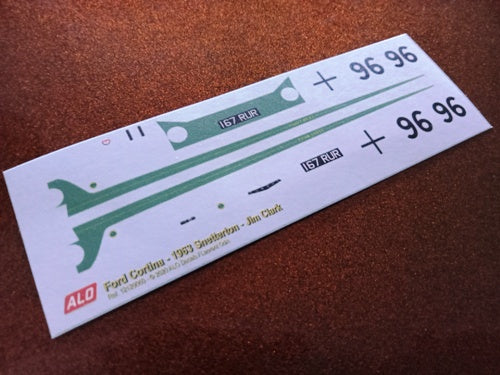 96 96
167 RUR
96 96
167 RUR
ALO
Ford Cortina - 1963 Snetterton - Jim Clark